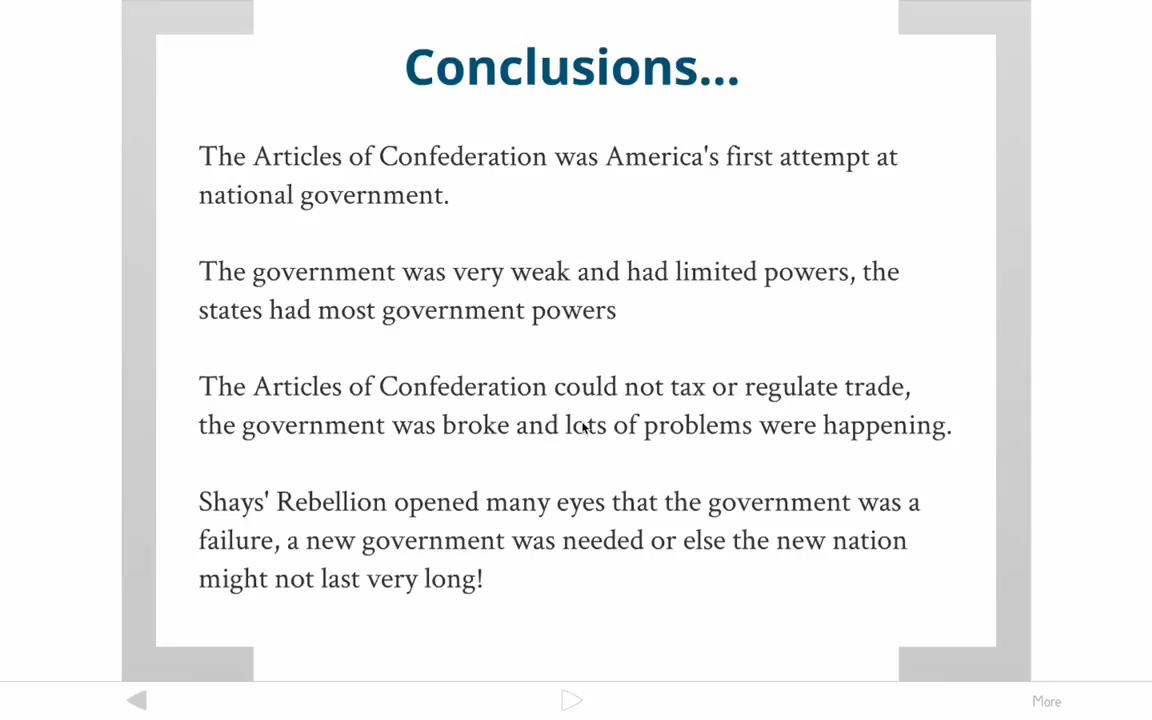 Conclusions...
The Articles of Confederation was America's first attempt at
national government.
The government was very weak and had limited powers, the
states had most government powers
The Articles of Confederation could not tax or regulate trade,
the government was broke and lots of problems were happening.
Shays' Rebellion opened many eyes that the government was a
failure, a new government was needed or else the new nation
might not last very long!
More